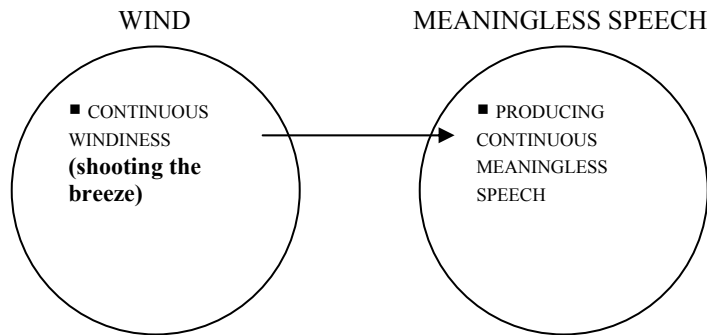 WIND
MEANINGLESS SPEECH
▪ CONTINUOUS
WINDINESS
(shooting the
breeze)
▪ PRODUCING
CONTINUOUS
MEANINGLESS
SPEECH